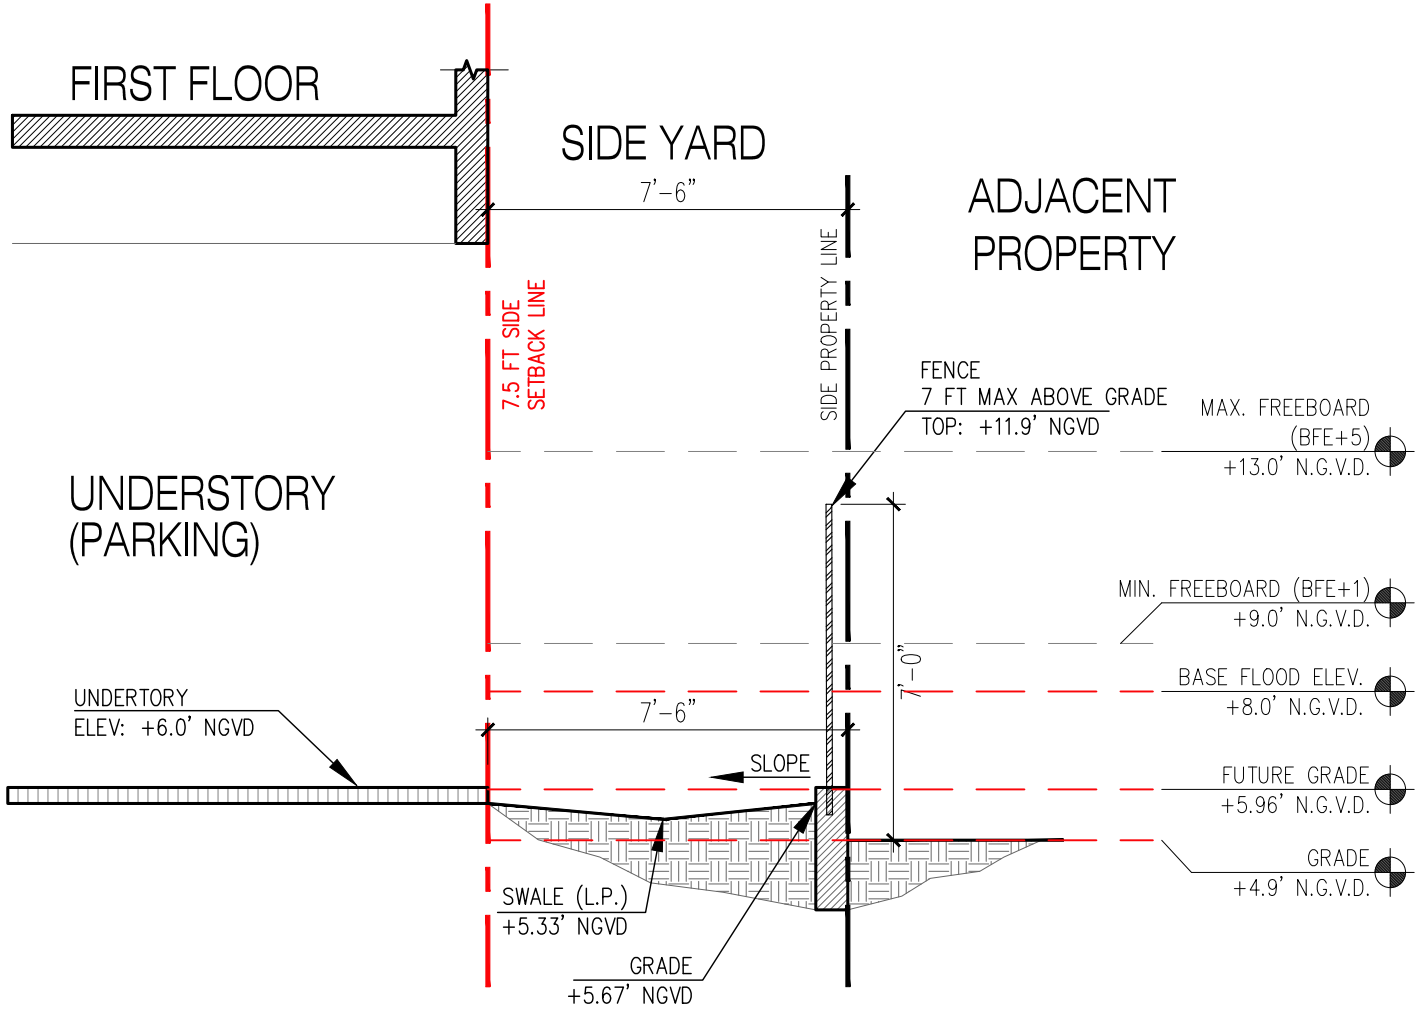 FIRST FLOOR
SIDE YARD
7'-6"
ADJACENT
PROPERTY
7.5 FT SIDE
SETBACK LINE
SIDE PROPERTY LINE
FENCE
7 FT MAX ABOVE GRADE
TOP: +11.9' NGVD
MAX. FREEBOARD
(BFE+5)
+13.0' N.G.V.D.
UNDERSTORY
(PARKING)
MIN. FREEBOARD (BFE+1)
+9.0' N.G.V.D.
7'-0"
BASE FLOOD ELEV.
+8.0' N.G.V.D.
UNDERTORY
ELEV: +6.0' NGVD
7'-6"
SLOPE
FUTURE GRADE
+5.96' N.G.V.D.
GRADE
+4.9' N.G.V.D.
SWALE (L.P.)
+5.33' NGVD
GRADE
+5.67' NGVD